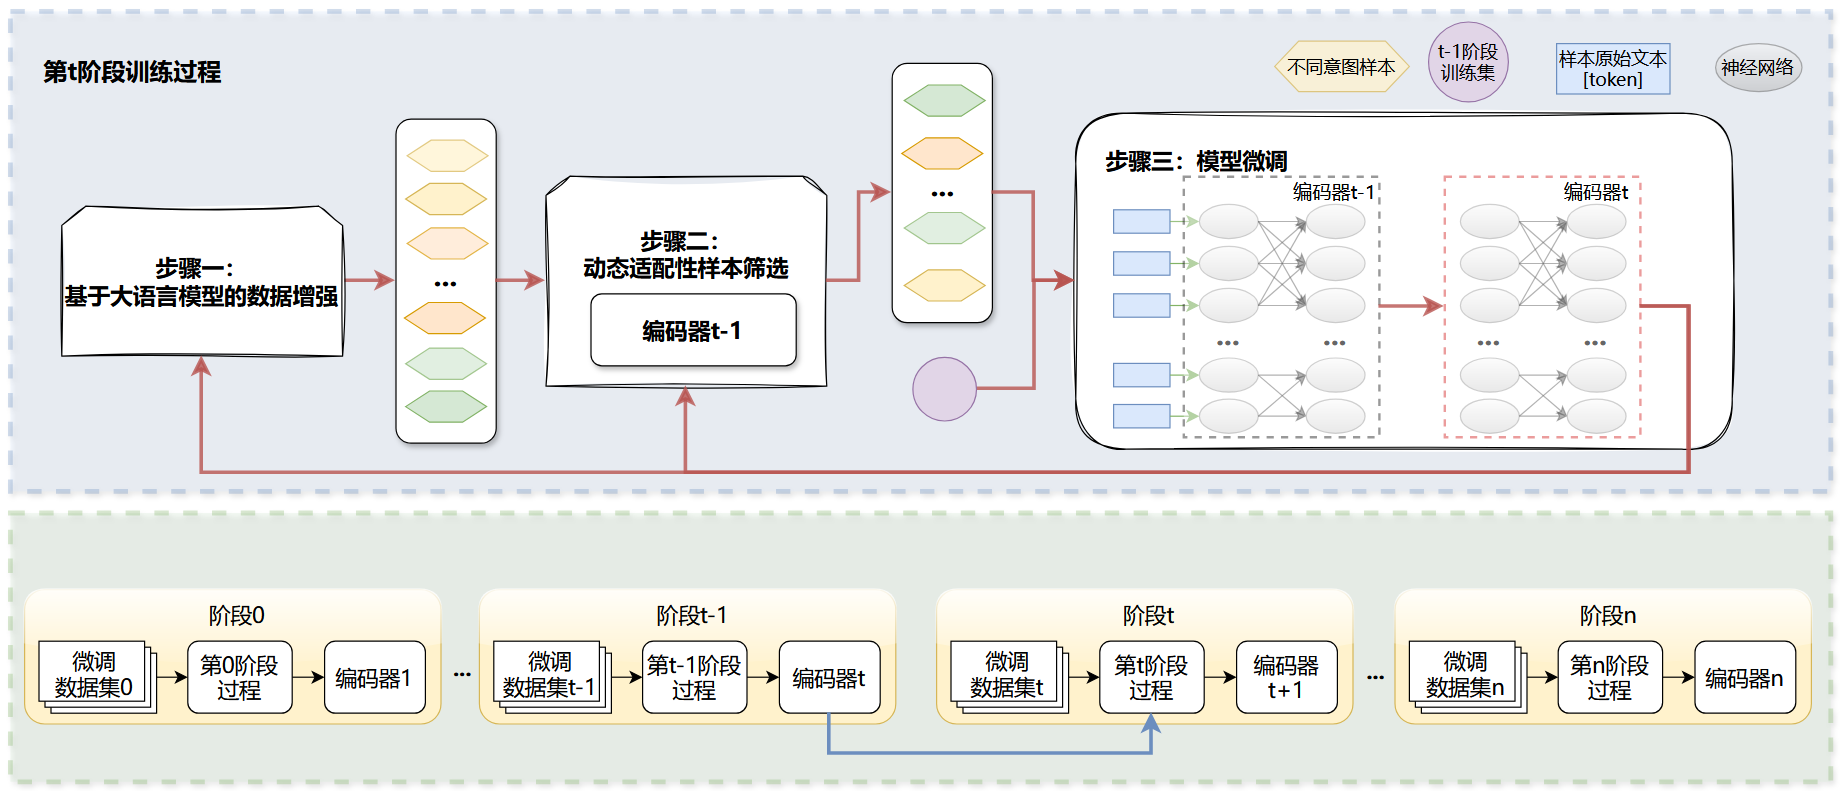 第t阶段训练过程
不同意图样本
t-1阶段
训练集
样本原始文本
[token]
神经网络
步骤一：
基于大语言模型的数据增强
...
步骤二：
动态适配性样本筛选
编码器t-1
...
步骤三：模型微调
编码器t-1
编码器t
... ... ... ...
阶段0
微调
数据集0
第0阶段
过程
编码器1
...
阶段t-1
微调
数据集t-1
第t-1阶段
过程
编码器t
阶段t
微调
数据集t
第t阶段
过程
编码器
t+1
...
阶段n
微调
数据集n
第n阶段
过程
编码器n